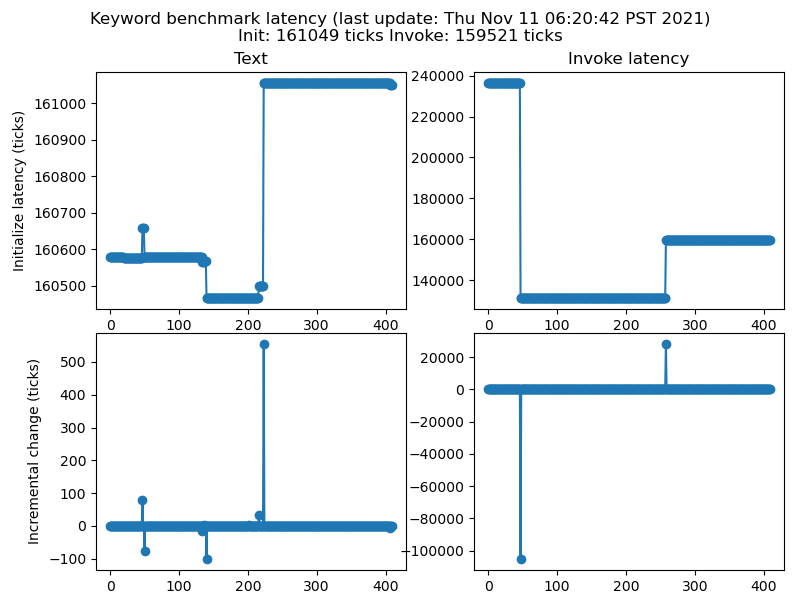 Keyword benchmark latency (last update: Thu Nov 11 06:20:42 PST 2021)
Init: 161049 ticks Invoke: 159521 ticks
Text
Invoke latency
Initialize latency (ticks)
161000
160900
160800
160700
160600
160500
0 100 200 300 400
240000
220000
200000
180000
160000
140000
0 100 200 300 400
Incremental change (ticks)
500
400
300
200
100
0
−100
0 100 200 300 400
20000
0
−20000
−40000
−60000
−80000
−100000
0 100 200 300 400